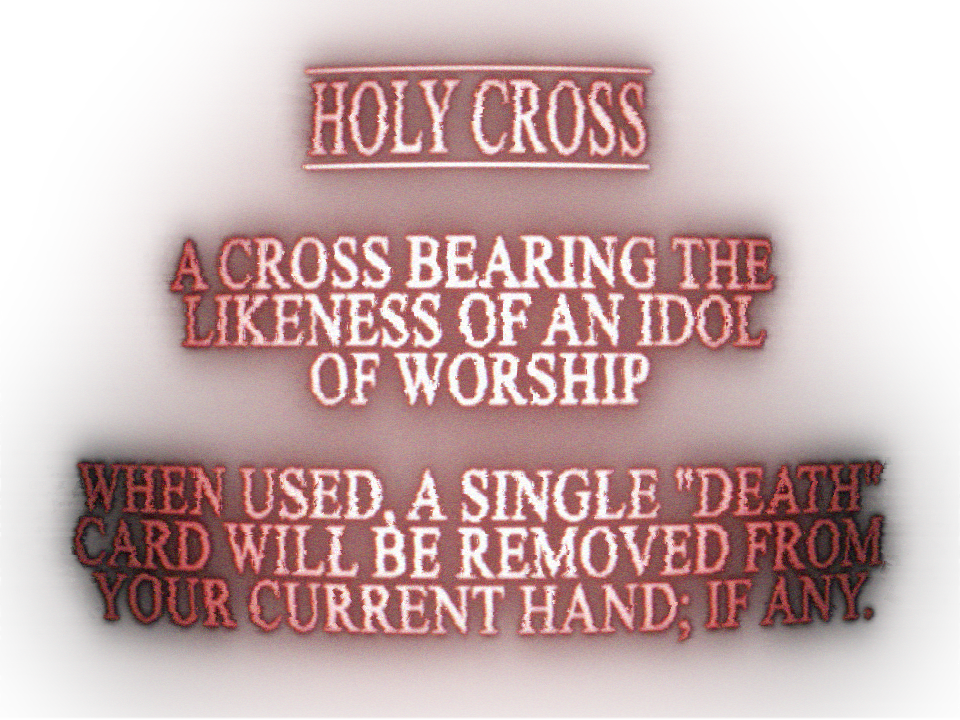 HOLY CROSS
A CROSS BEARING THE
LIKENESS OF AN IDOL
OF WORSHIP
WHEN USED, A SINGLE "DEATH"
CARD WILL BE REMOVED FROM
YOUR CURRENT HAND; IF ANY.